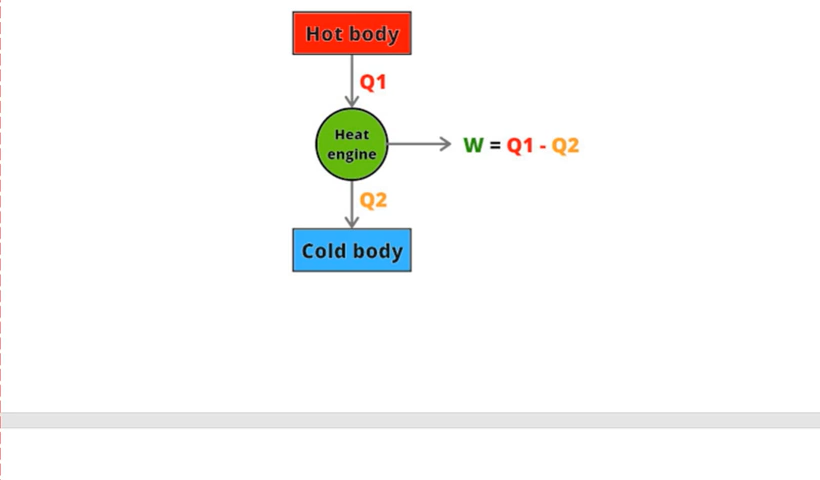 Hot body
Q1
Heat
engine
W = Q1 - Q2
Q2
Cold body